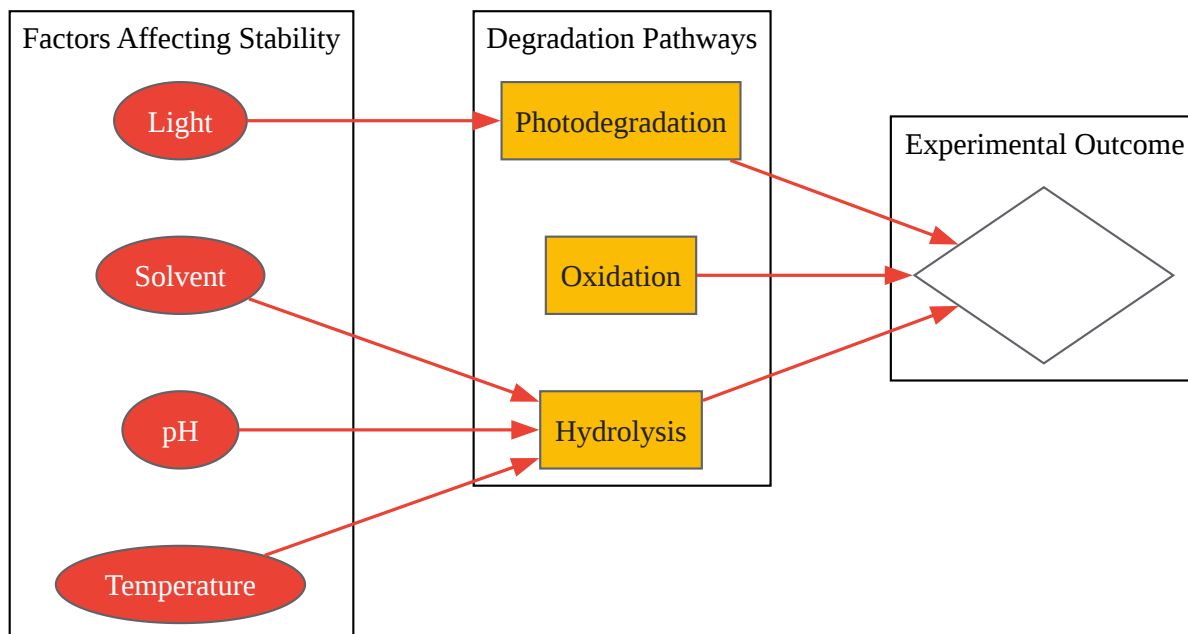 Factors Affecting Stability
Light
Solvent
pH
Temperature
Degradation Pathways
Photodegradation
Oxidation
Hydrolysis
Experimental Outcome